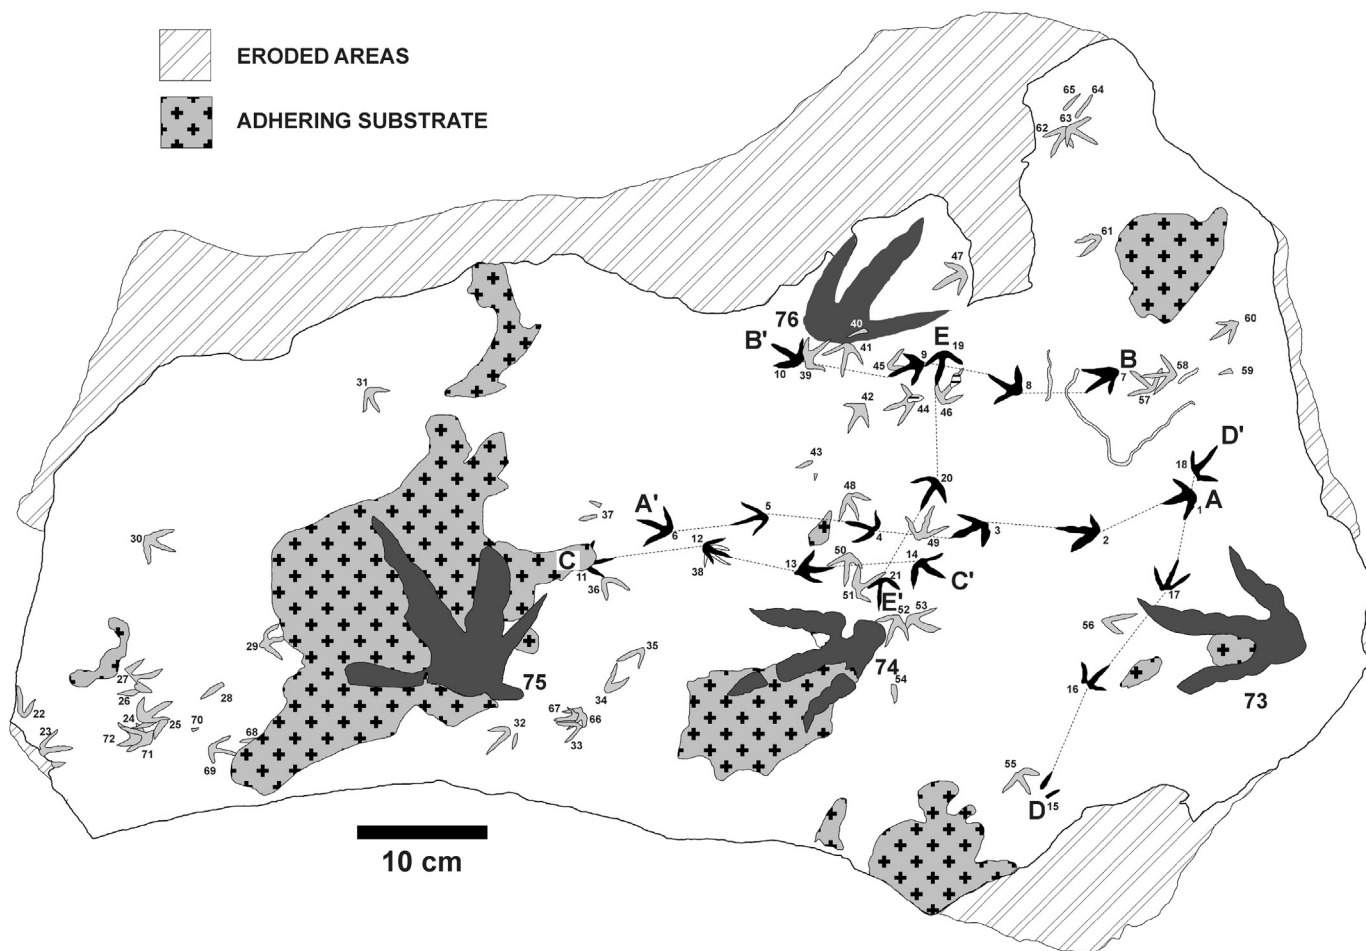 ERODED AREAS
ADHERING SUBSTRATE
65 64
62 63
61
47
60
76 40
B' E 19 B
41
10 39 45 9 8 7 58 59
57
31 42 44 46
D'
43 18
20 A
48 1
37 A' 5
30 6 4 49 3 2
12 50 14
C 38 13 C'
11 21
36 51 E' 17
52 53 56
29 35
74 16
27 54 73
26 28 34 75
22 24 25 70 67 66
23 72 71 68 32 33
69
55
D 15
10 cm